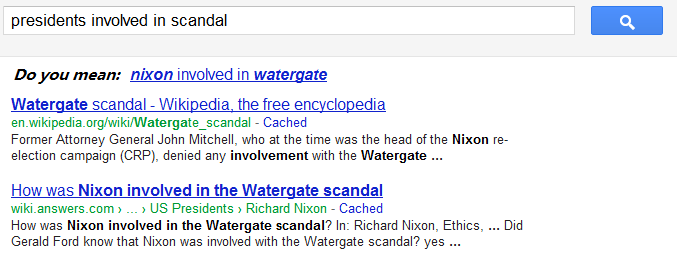 presidents involved in scandal
Do you mean: nixon involved in watergate
Watergate scandal - Wikipedia, the free encyclopedia
en.wikipedia.org/wiki/Watergate_scandal - Cached
Former Attorney General John Mitchell, who at the time was the head of the Nixon re-
election campaign (CRP), denied any involvement with the Watergate ...
How was Nixon involved in the Watergate scandal
wiki.answers.com › ... › US Presidents › Richard Nixon - Cached
How was Nixon involved in the Watergate scandal? In: Richard Nixon, Ethics, ... Did
Gerald Ford know that Nixon was involved with the Watergate scandal? yes ...